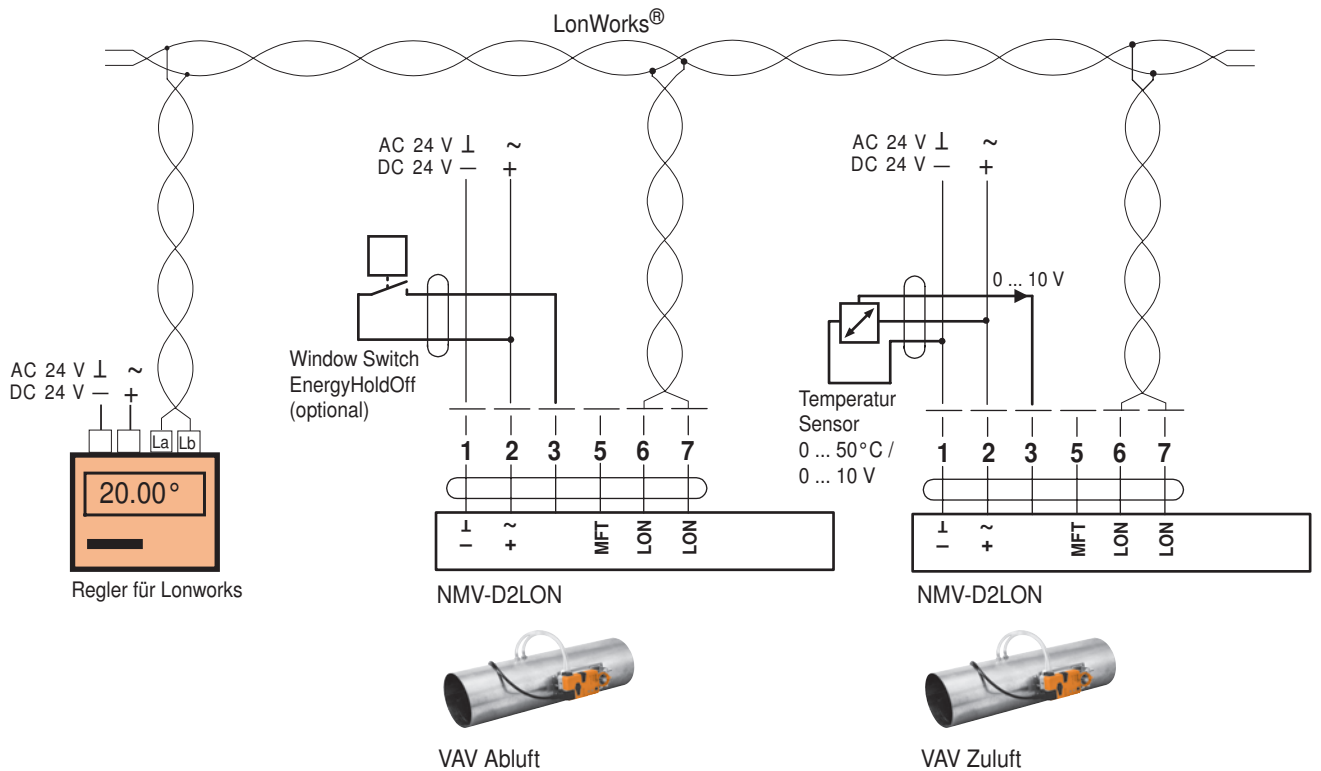 LonWorks®
AC 24 V ⊥ ~
DC 24 V – +
AC 24 V ⊥ ~
DC 24 V – +
0 ... 10 V
Window Switch
EnergyHoldOff
(optional)
AC 24 V ⊥ ~
DC 24 V – +
Temperatur
Sensor
0 ... 50°C /
0 ... 10 V
La Lb
1 2 3 5 6 7
1 2 3 5 6 7
20.00°
⊥ ~ MFT LON LON
– +
⊥ ~ MFT LON LON
– +
Regler für Lonworks
NMV-D2LON
NMV-D2LON
VAV Abluft
VAV Zuluft